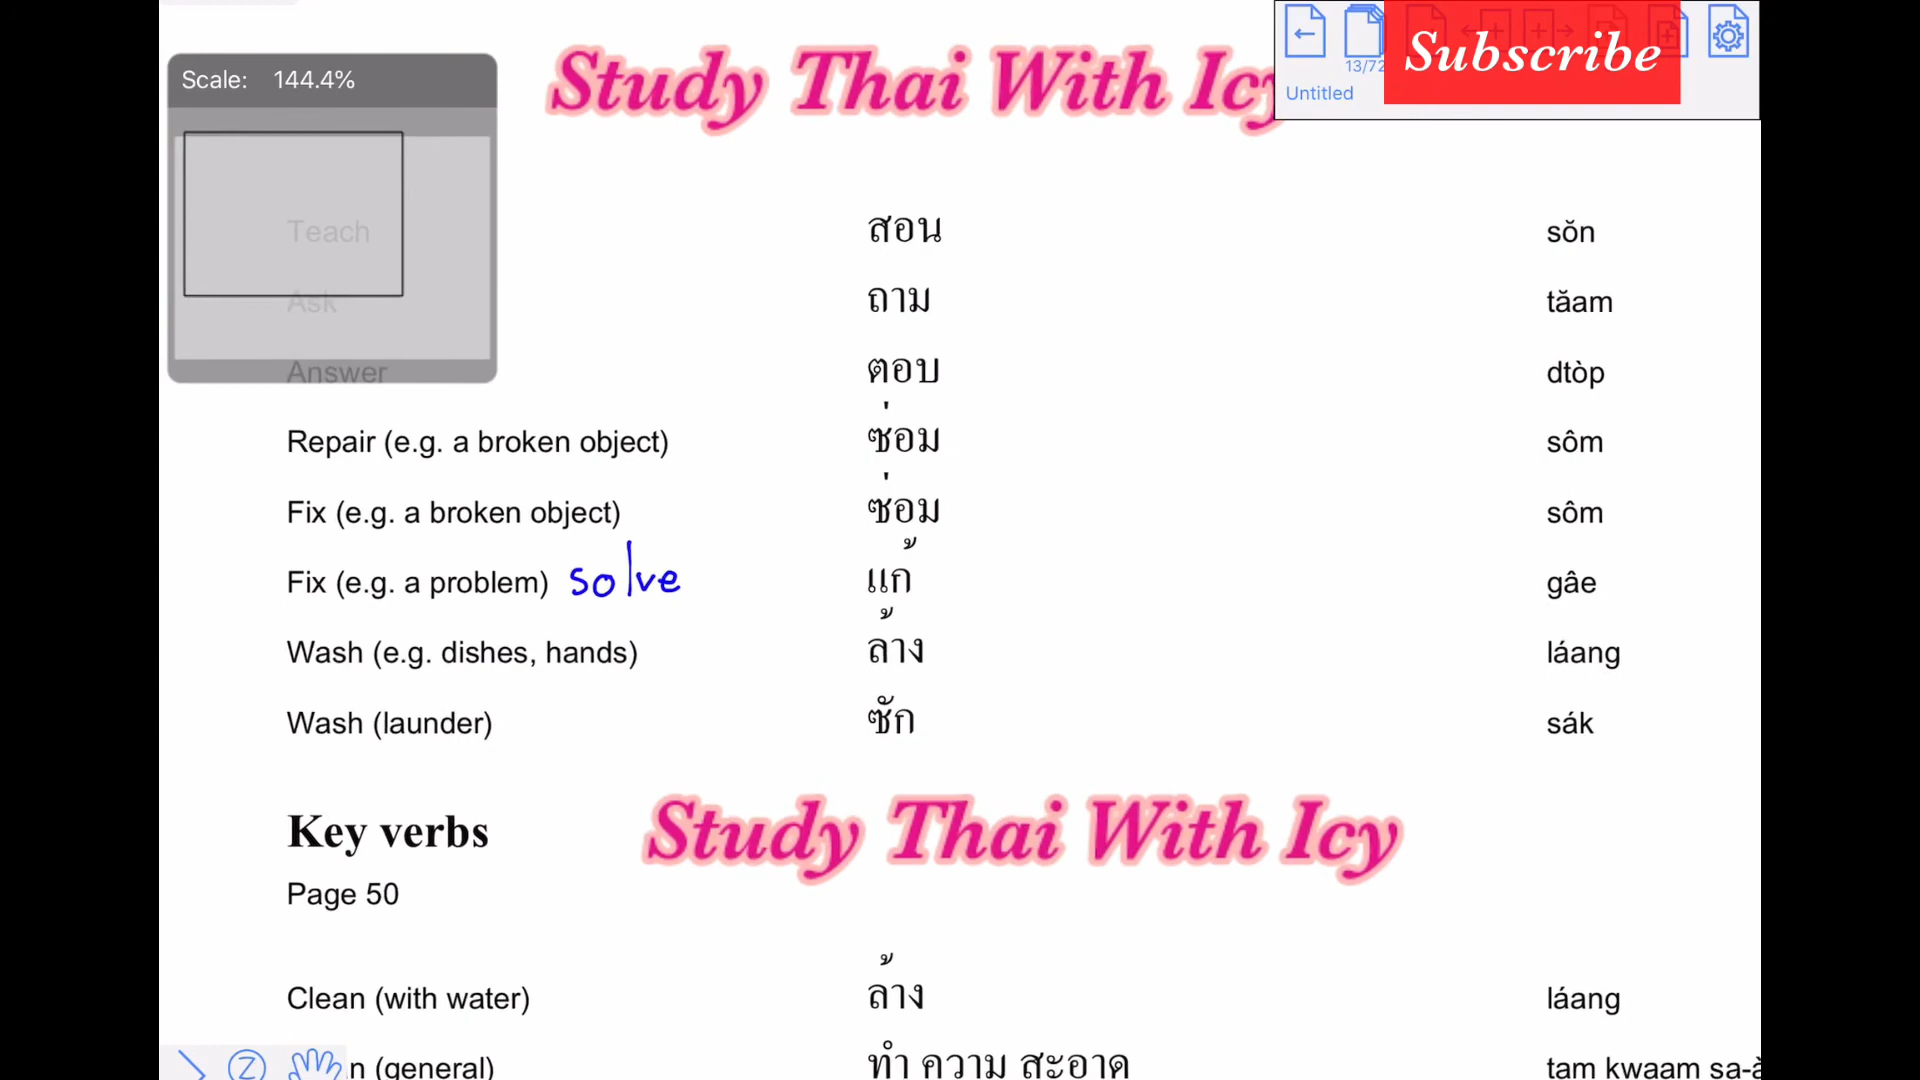 Scale: 144.4%
Study Thai With Icy
Subscribe
13/72
Untitled
Teach สอน sŏn
Ask ถาม tăam
Answer ตอบ dtòp
Repair (e.g. a broken object) ซ่อม sôm
Fix (e.g. a broken object) ซ่อม sôm
Fix (e.g. a problem) solve แก้ gâe
Wash (e.g. dishes, hands) ล้าง láang
Wash (launder) ซัก sák
Key verbs
Study Thai With Icy
Page 50
Clean (with water) ล้าง láang
(general) ทำ ความ สะอาด tam kwaam